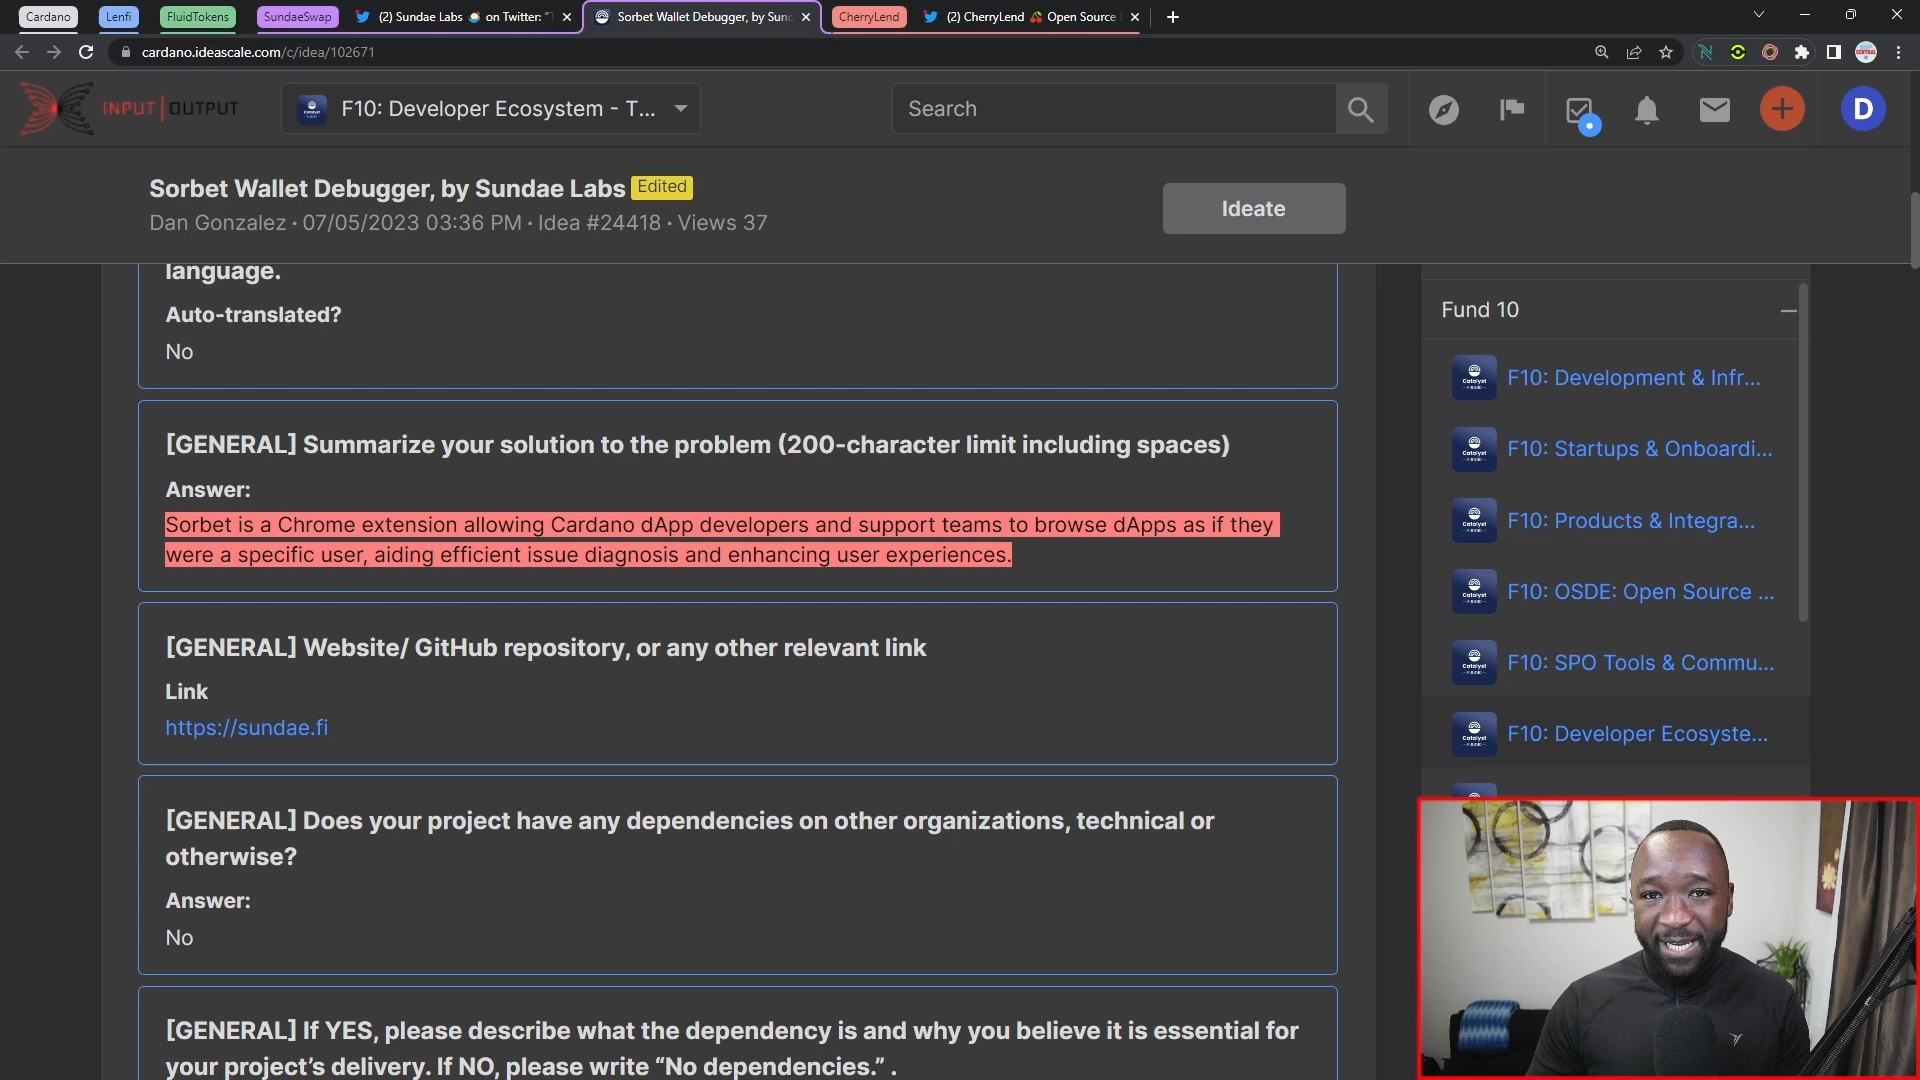 Cardano
Lenfi
FluidTokens
SundaeSwap
(2) Sundae Labs 🍧 on Twitter: "
Sorbet Wallet Debugger, by Sun
CherryLend
(2) CherryLend 🍒 Open Source
cardano.ideascale.com/c/idea/102671
INPUT | OUTPUT
F10: Developer Ecosystem - T...
Search
D
Sorbet Wallet Debugger, by Sundae Labs Edited
Dan Gonzalez · 07/05/2023 03:36 PM · Idea #24418 · Views 37
Ideate
language.
Auto-translated?
No
[GENERAL] Summarize your solution to the problem (200-character limit including spaces)
Answer:
Sorbet is a Chrome extension allowing Cardano dApp developers and support teams to browse dApps as if they
were a specific user, aiding efficient issue diagnosis and enhancing user experiences.
[GENERAL] Website/ GitHub repository, or any other relevant link
Link
https://sundae.fi
[GENERAL] Does your project have any dependencies on other organizations, technical or
otherwise?
Answer:
No
[GENERAL] If YES, please describe what the dependency is and why you believe it is essential for
your project's delivery. If NO, please write “No dependencies.” .
Fund 10
Catalyst
F10: Development & Infr...
Catalyst
F10: Startups & Onboardi...
Catalyst
F10: Products & Integra...
Catalyst
F10: OSDE: Open Source ...
Catalyst
F10: SPO Tools & Commu...
Catalyst
F10: Developer Ecosyste...